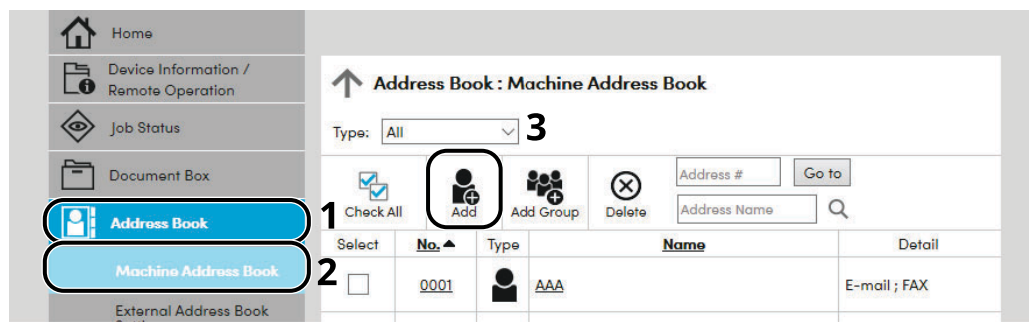 Home
Device Information /
Remote Operation
Job Status
Document Box
Address Book
1
Machine Address Book
2
External Address Book
Address Book : Machine Address Book
Type: All
3
Check All
Add
Add Group
Delete
Address #
Go to
Address Name
Select No. Type Name Detail
0001 AAA E-mail ; FAX